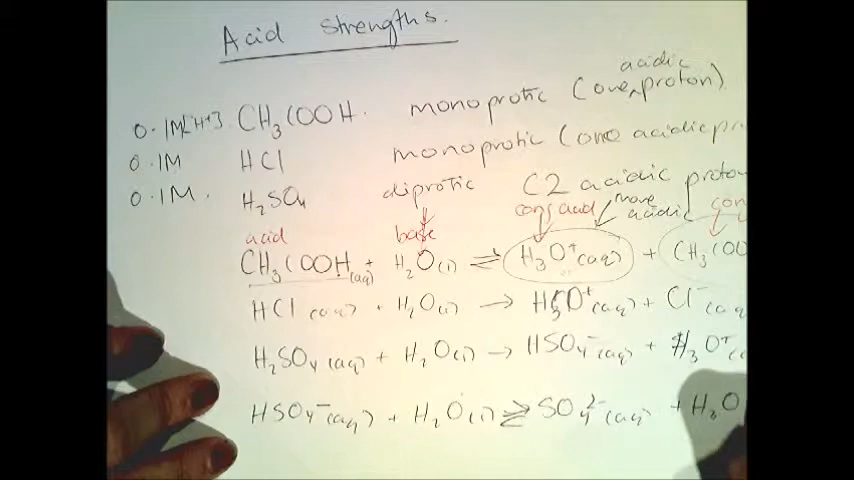 Acid strengths.
acidic
0.1M [H+]. CH3COOH. monoprotic (one proton)
0.1M HCl monoprotic (one acidic pr
0.1M. H2SO4 diprotic (2 acidic proton
conj acid more acidic con
acid base
CH3COOH(aq) + H2O(l) ⇌ H3O+(aq) + CH3COO
HCl(aq) + H2O(l) → H3O+(aq) + Cl-(aq
H2SO4(aq) + H2O(l) → HSO4-(aq) + H3O+(
HSO4-(aq) + H2O(l) ⇌ SO4 2-(aq) + H3O